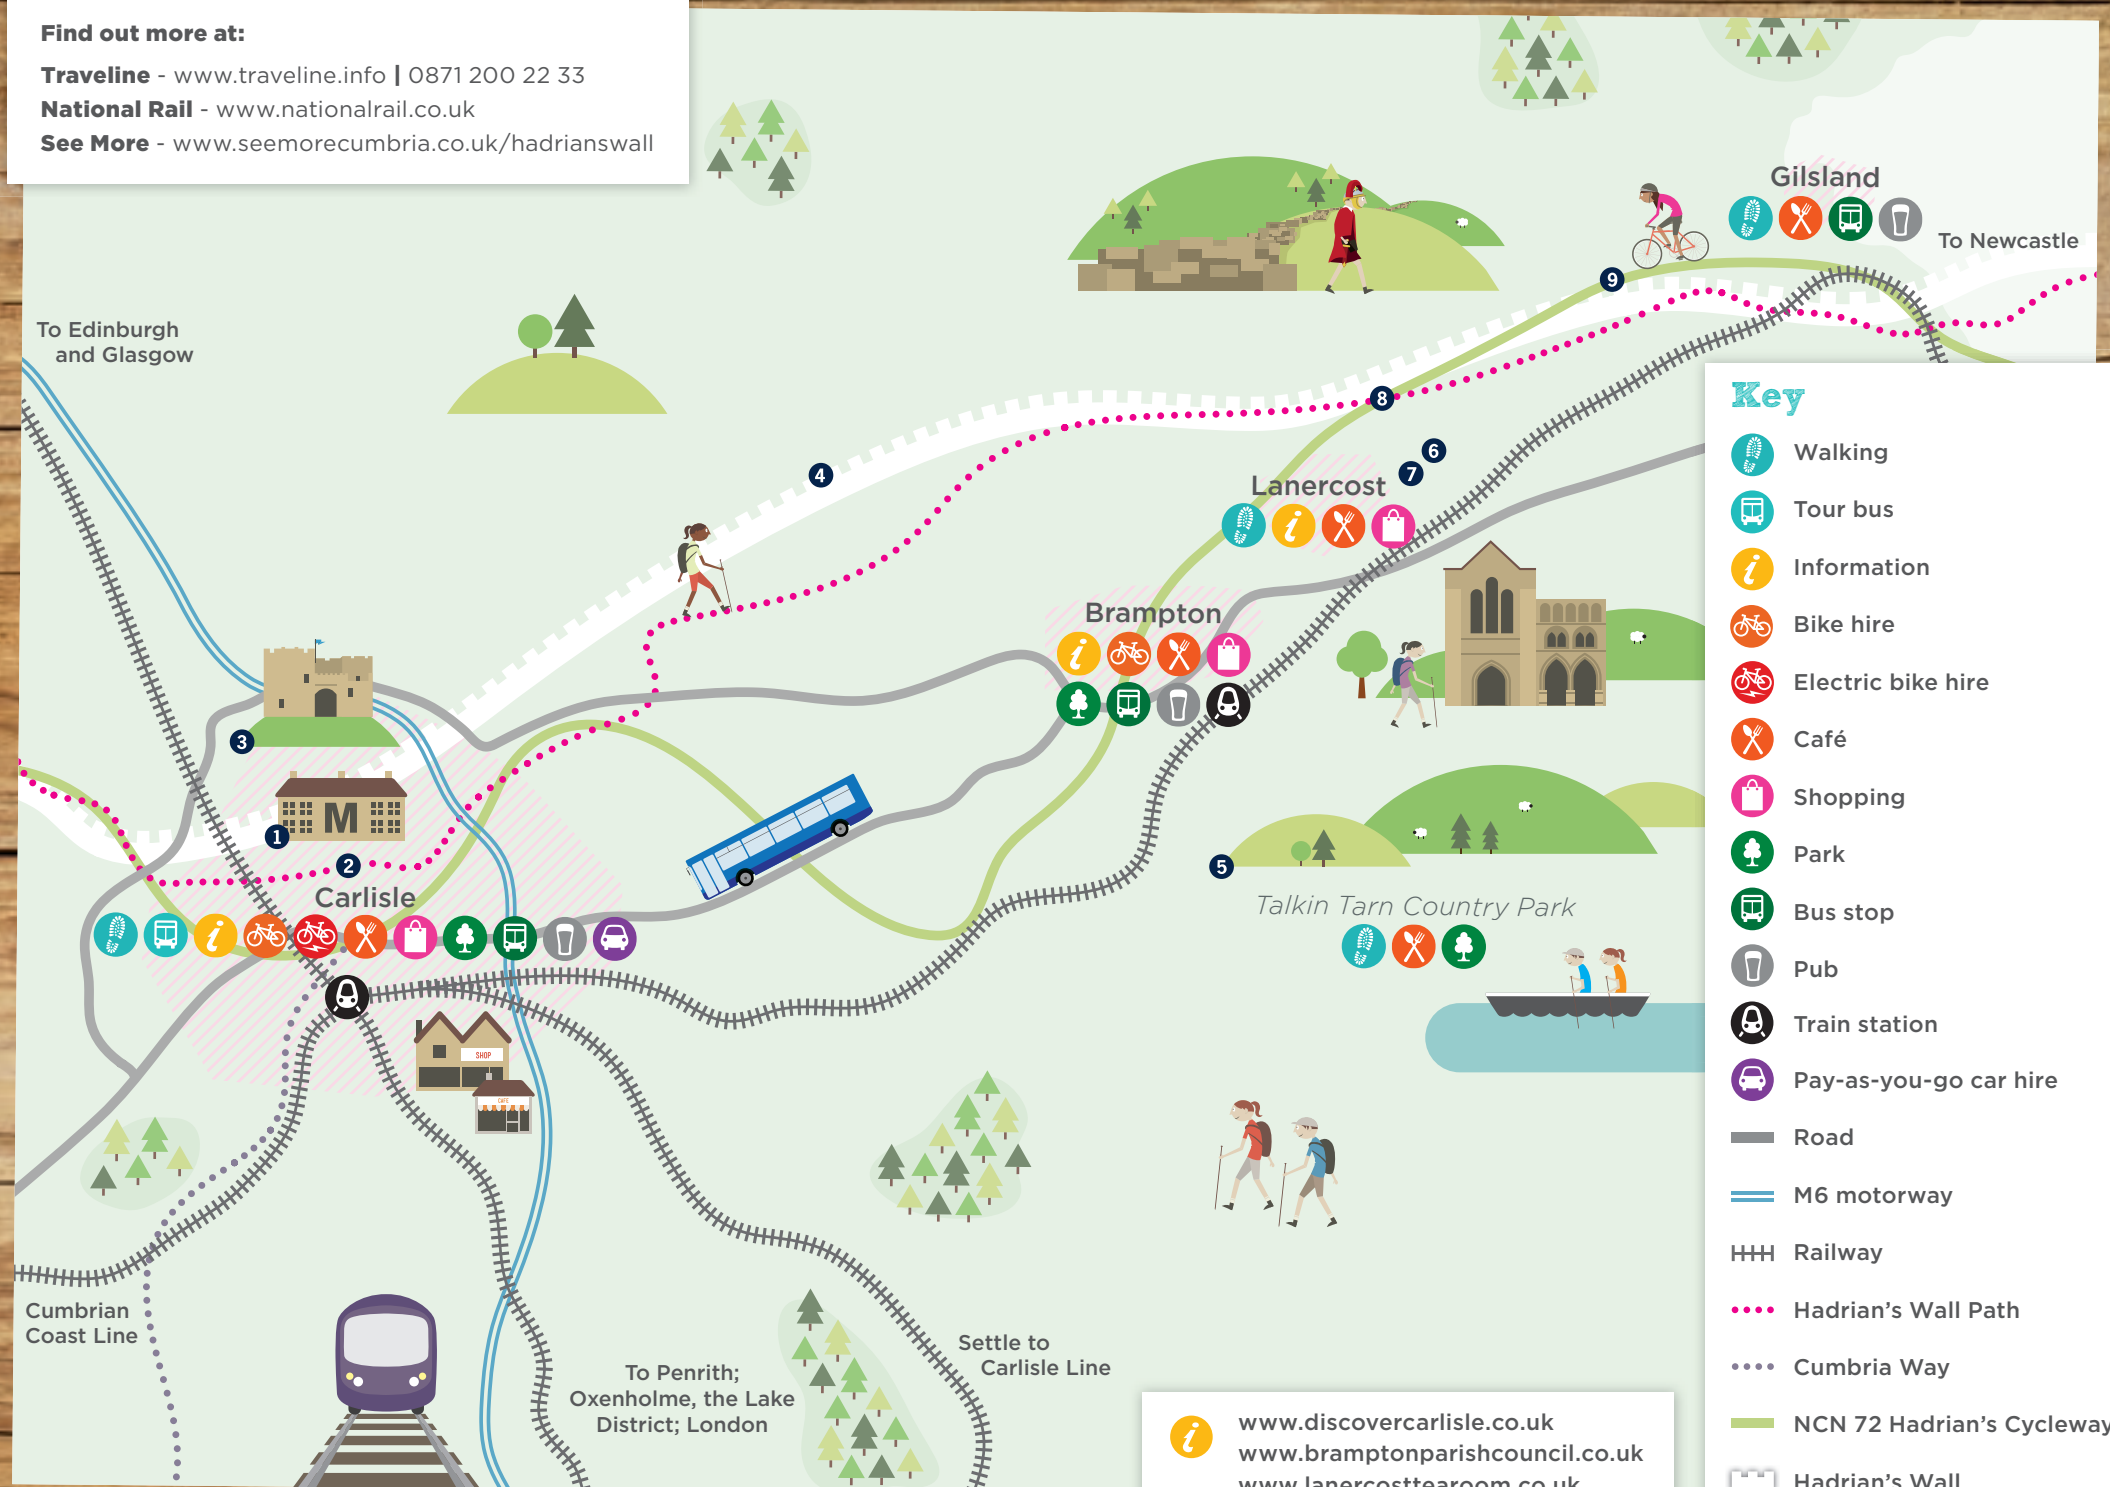 Find out more at:
Traveline - www.traveline.info | 0871 200 22 33
National Rail - www.nationalrail.co.uk
See More - www.seemorecumbria.co.uk/hadrianswall
Gilsland
To Newcastle
To Edinburgh
and Glasgow
9
8
6
7
4
Lanercost
Brampton
3
M
1
2
Carlisle
5
Talkin Tarn Country Park
SHOP
CAFE
Cumbrian
Coast Line
To Penrith;
Oxenholme, the Lake
District; London
Settle to
Carlisle Line
www.discovercarlisle.co.uk
www.bramptonparishcouncil.co.uk
www.lanercosttearoom.co.uk
Key
Walking
Tour bus
Information
Bike hire
Electric bike hire
Café
Shopping
Park
Bus stop
Pub
Train station
Pay-as-you-go car hire
Road
M6 motorway
Railway
Hadrian's Wall Path
Cumbria Way
NCN 72 Hadrian's Cycleway
Hadrian's Wall